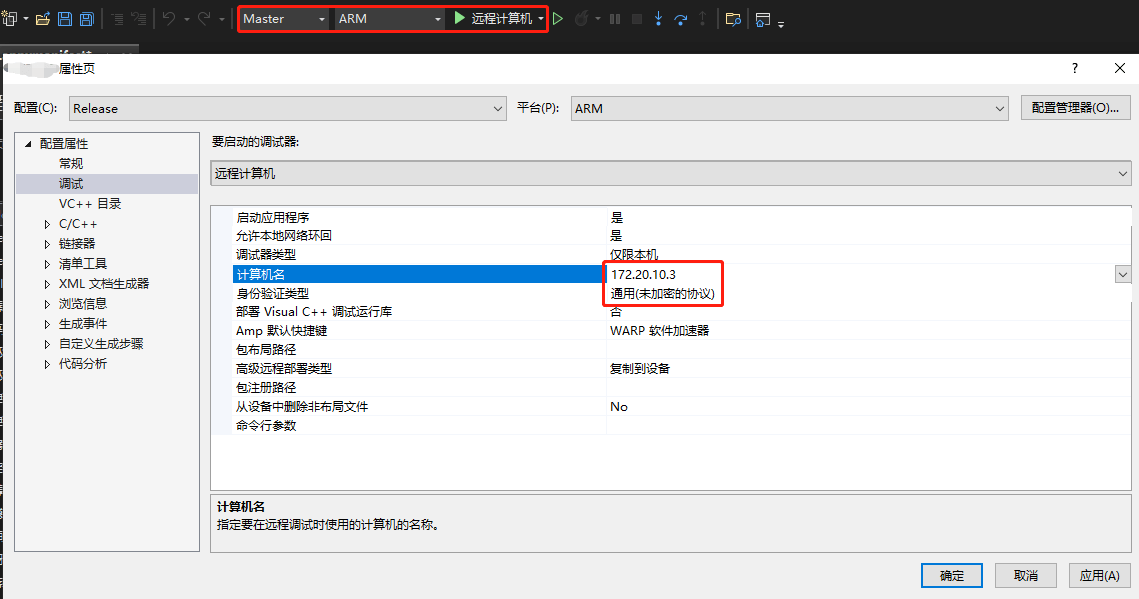 Master ARM 远程计算机
属性页 ?
配置(C): Release 平台(P): ARM 配置管理器(O)...
配置属性
常规
调试
VC++ 目录
C/C++
链接器
清单工具
XML 文档生成器
浏览信息
生成事件
自定义生成步骤
代码分析
要启动的调试器:
远程计算机
启动应用程序 是
允许本地网络环回 是
调试器类型 仅限本机
计算机名 172.20.10.3
身份验证类型 通用(未加密的协议)
部署 Visual C++ 调试运行库 否
Amp 默认快捷键 WARP 软件加速器
包布局路径
高级远程部署类型 复制到设备
包注册路径
从设备中删除非布局文件 No
命令行参数
计算机名
指定要在远程调试时使用的计算机的名称。
确定 取消 应用(A)